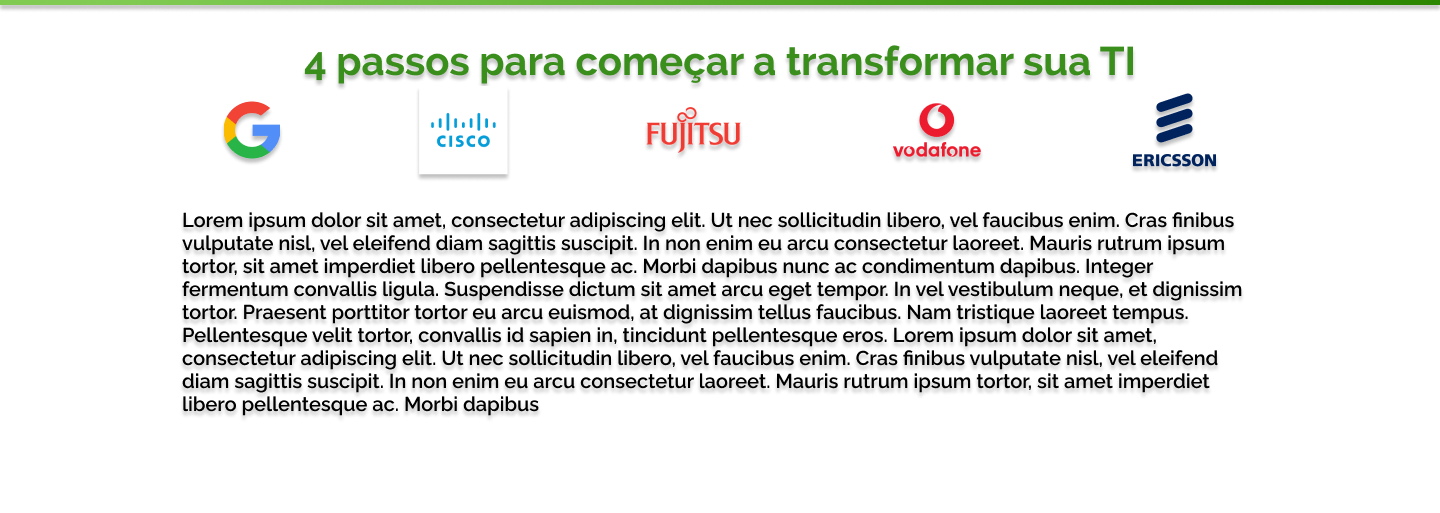 4 passos para começar a transformar sua TI
CISCO
FUJITSU
vodafone
ERICSSON
Lorem ipsum dolor sit amet, consectetur adipiscing elit. Ut nec sollicitudin libero, vel faucibus enim. Cras finibus
vulputate nisl, vel eleifend diam sagittis suscipit. In non enim eu arcu consectetur laoreet. Mauris rutrum ipsum
tortor, sit amet imperdiet libero pellentesque ac. Morbi dapibus nunc ac condimentum dapibus. Integer
fermentum convallis ligula. Suspendisse dictum sit amet arcu eget tempor. In vel vestibulum neque, et dignissim
tortor. Praesent porttitor tortor eu arcu euismod, at dignissim tellus faucibus. Nam tristique laoreet tempus.
Pellentesque velit tortor, convallis id sapien in, tincidunt pellentesque eros. Lorem ipsum dolor sit amet,
consectetur adipiscing elit. Ut nec sollicitudin libero, vel faucibus enim. Cras finibus vulputate nisl, vel eleifend
diam sagittis suscipit. In non enim eu arcu consectetur laoreet. Mauris rutrum ipsum tortor, sit amet imperdiet
libero pellentesque ac. Morbi dapibus